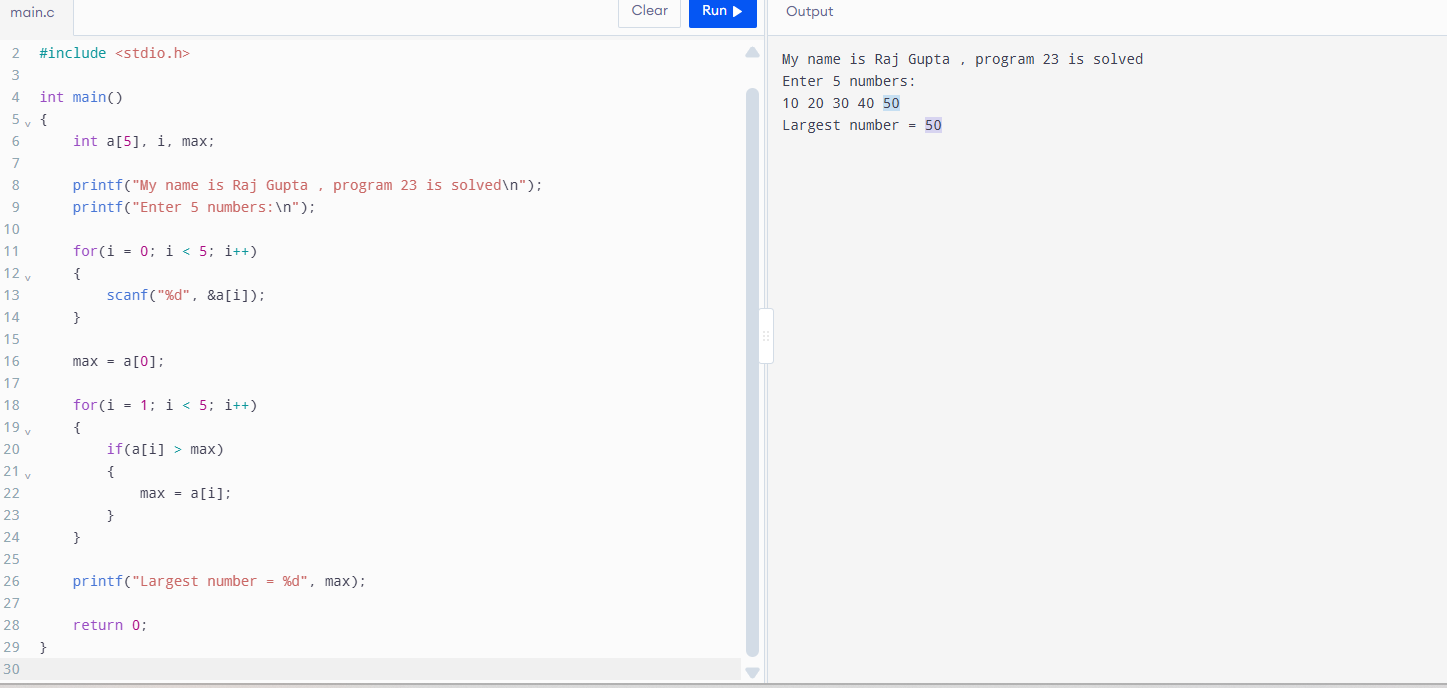 main.c
Clear
Run
Output
2 #include <stdio.h>
3
4 int main()
5 {
6     int a[5], i, max;
7
8     printf("My name is Raj Gupta , program 23 is solved\n");
9     printf("Enter 5 numbers:\n");
10
11     for(i = 0; i < 5; i++)
12     {
13         scanf("%d", &a[i]);
14     }
15
16     max = a[0];
17
18     for(i = 1; i < 5; i++)
19     {
20         if(a[i] > max)
21         {
22             max = a[i];
23         }
24     }
25
26     printf("Largest number = %d", max);
27
28     return 0;
29 }
30
My name is Raj Gupta , program 23 is solved
Enter 5 numbers:
10 20 30 40 50
Largest number = 50